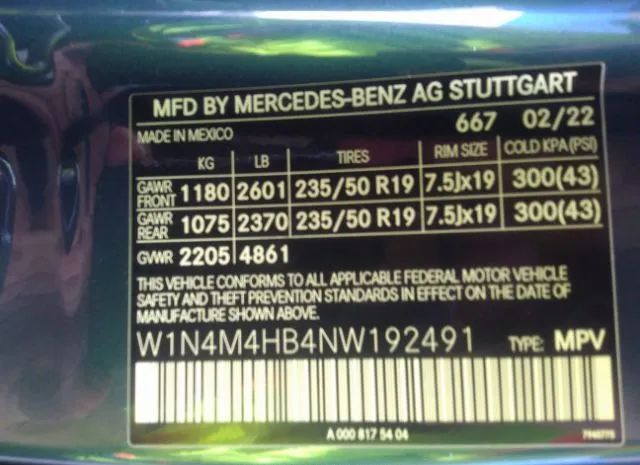 MFD BY MERCEDES-BENZ AG STUTTGART
MADE IN MEXICO 667 02/22
KG LB TIRES RIM SIZE COLD KPA (PSI)
GAWR FRONT 1180 2601 235/50 R19 7.5Jx19 300(43)
GAWR REAR 1075 2370 235/50 R19 7.5Jx19 300(43)
GVWR 2205 4861
THIS VEHICLE CONFORMS TO ALL APPLICABLE FEDERAL MOTOR VEHICLE
SAFETY AND THEFT PREVENTION STANDARDS IN EFFECT ON THE DATE OF
MANUFACTURE SHOWN ABOVE.
W1N4M4HB4NW192491 TYPE: MPV
A 000 817 54 04